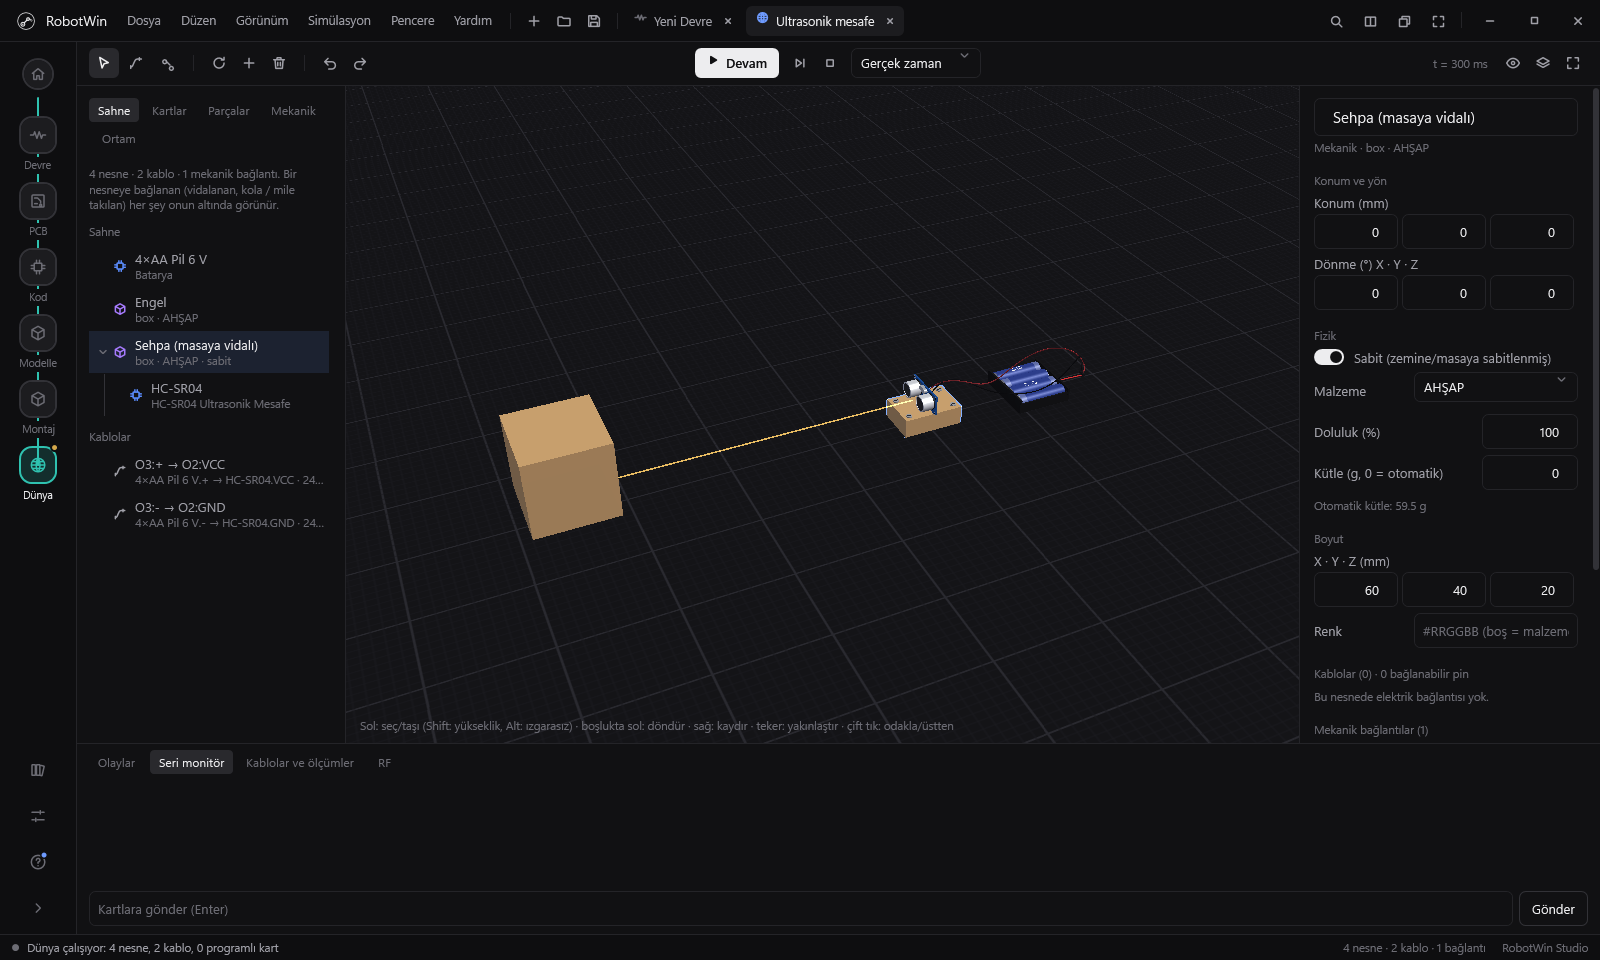 RobotWin
Dosya
Düzen
Görünüm
Simülasyon
Pencere
Yardım
Yeni Devre
Ultrasonik mesafe
Devam
Gerçek zaman
t = 300 ms
Devre
PCB
Kod
Modelle
Montaj
Dünya
Sahne
Kartlar
Parçalar
Mekanik
Ortam
4 nesne · 2 kablo · 1 mekanik bağlantı. Bir
nesneye bağlanan (vidalanan, kola / mile
takılan) her şey onun altında görünür.
Sahne
4×AA Pil 6 V
Batarya
Engel
box · AHŞAP
Sehpa (masaya vidalı)
box · AHŞAP · sabit
HC-SR04
HC-SR04 Ultrasonik Mesafe
Kablolar
O3:+ → O2:VCC
4×AA Pil 6 V.+ → HC-SR04.VCC · 24...
O3:- → O2:GND
4×AA Pil 6 V.- → HC-SR04.GND · 24...
Sol: seç/taşı (Shift: yükseklik, Alt: ızgarasız) · boşlukta sol: döndür · sağ: kaydır · teker: yakınlaştır · çift tık: odakla/üstten
Sehpa (masaya vidalı)
Mekanik · box · AHŞAP
Konum ve yön
Konum (mm)
0 0 0
Dönme (°) X · Y · Z
0 0 0
Fizik
Sabit (zemine/masaya sabitlenmiş)
Malzeme AHŞAP
Doluluk (%) 100
Kütle (g, 0 = otomatik) 0
Otomatik kütle: 59.5 g
Boyut
X · Y · Z (mm)
60 40 20
Renk #RRGGBB (boş = malzem
Kablolar (0) · 0 bağlanabilir pin
Bu nesnede elektrik bağlantısı yok.
Mekanik bağlantılar (1)
Olaylar
Seri monitör
Kablolar ve ölçümler
RF
Kartlara gönder (Enter)
Gönder
Dünya çalışıyor: 4 nesne, 2 kablo, 0 programlı kart
4 nesne · 2 kablo · 1 bağlantı
RobotWin Studio